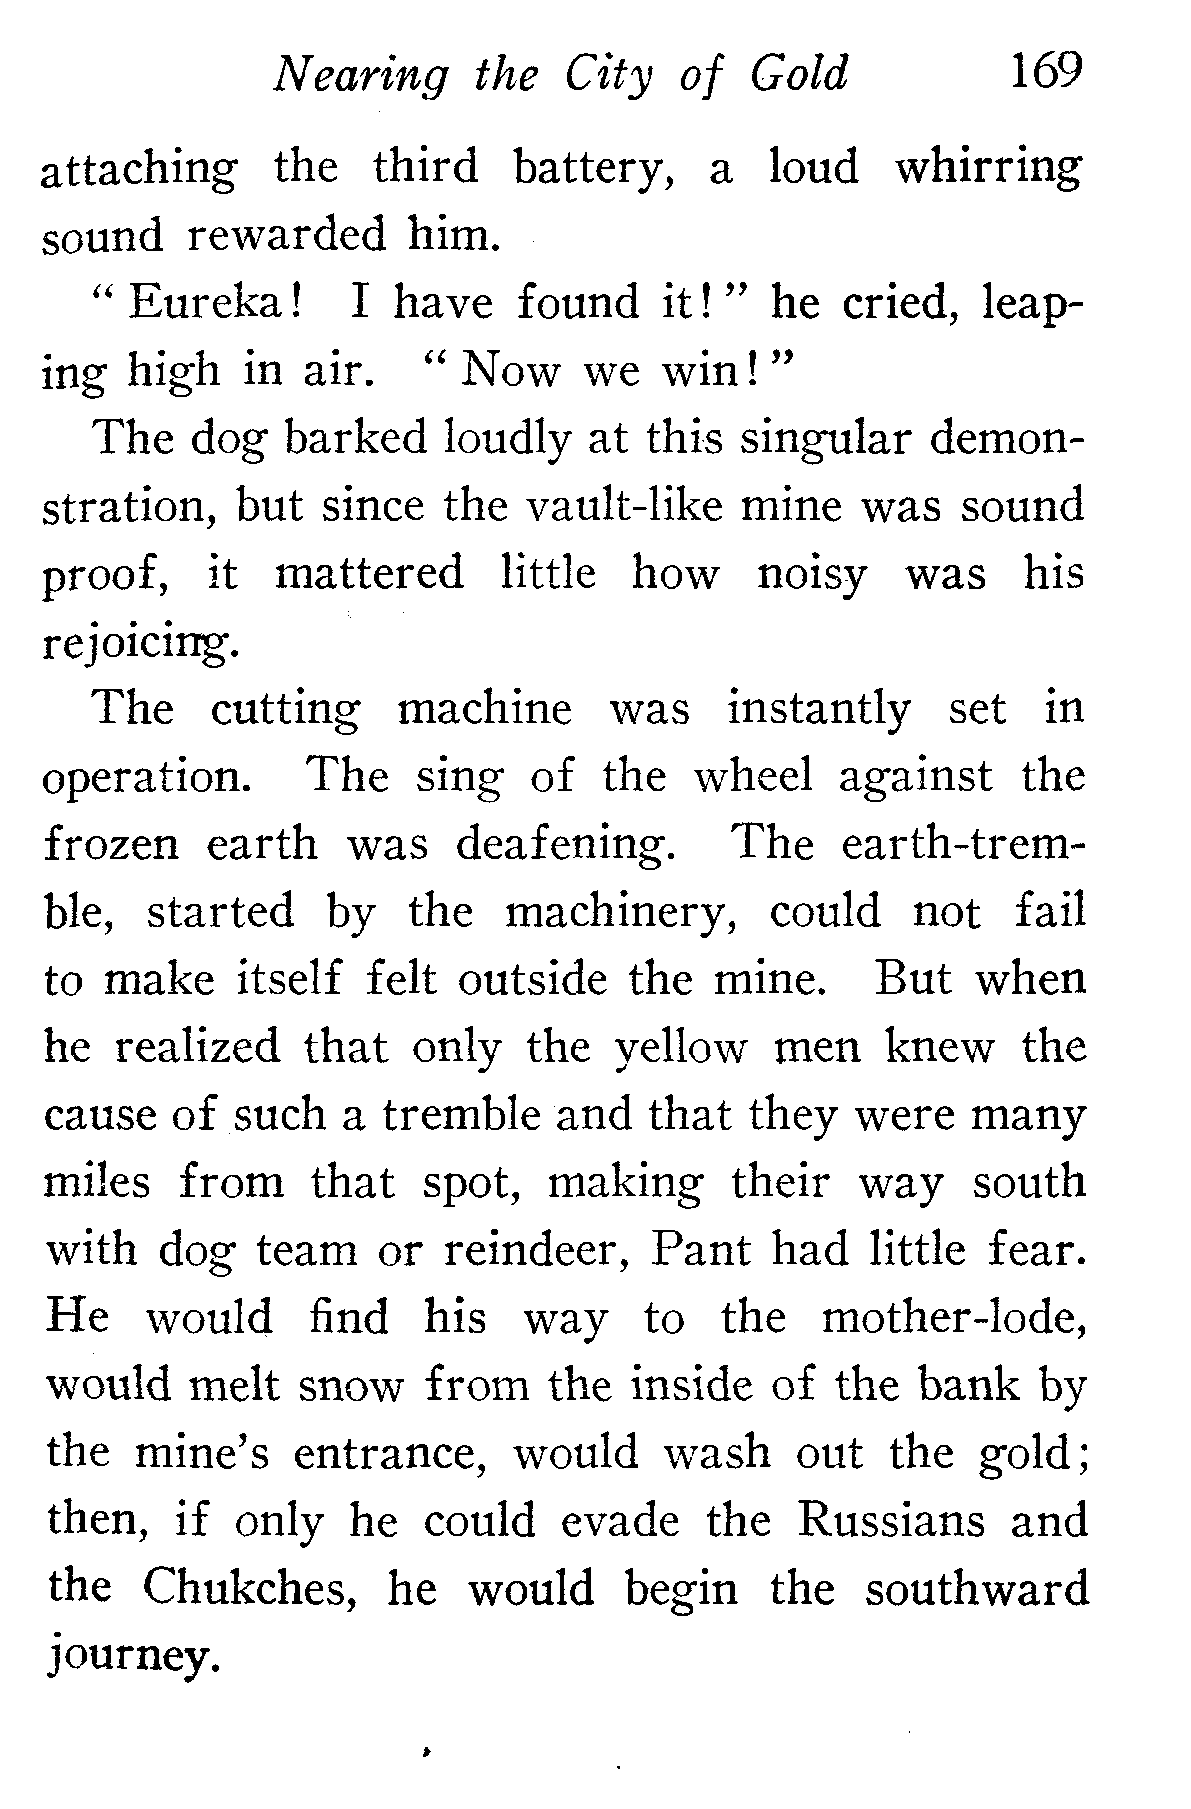 Nearing the City of Gold 169
attaching the third battery, a loud whirring
sound rewarded him.
“ Eureka! I have found it! ” he cried, leap-
ing high in air. “ Now we win! ”
The dog barked loudly at this singular demon-
stration, but since the vault-like mine was sound
proof, it mattered little how noisy was his
rejoicing.
The cutting machine was instantly set in
operation. The sing of the wheel against the
frozen earth was deafening. The earth-trem-
ble, started by the machinery, could not fail
to make itself felt outside the mine. But when
he realized that only the yellow men knew the
cause of such a tremble and that they were many
miles from that spot, making their way south
with dog team or reindeer, Pant had little fear.
He would find his way to the mother-lode,
would melt snow from the inside of the bank by
the mine’s entrance, would wash out the gold;
then, if only he could evade the Russians and
the Chukches, he would begin the southward
journey.